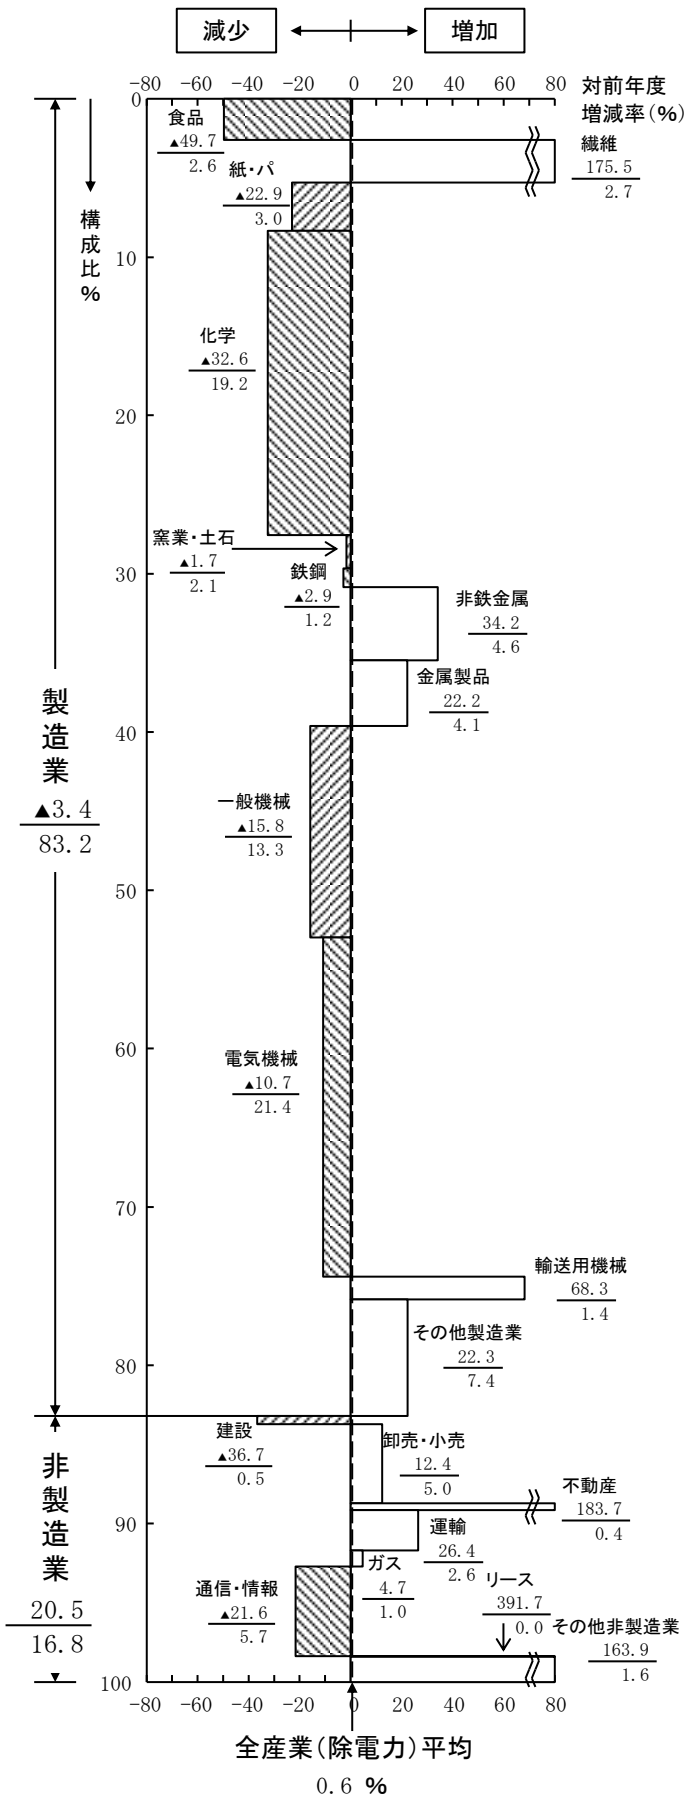 減少
増加
-80 -60 -40 -20 0 20 40 60 80
対前年度
増減率(%)
0
食品
▲49.7
2.6
繊維
175.5
2.7
紙・パ
▲22.9
3.0
構成比%
10
化学
▲32.6
19.2
20
窯業・土石
▲1.7
2.1
30
鉄鋼
▲2.9
1.2
非鉄金属
34.2
4.6
金属製品
22.2
4.1
製造業
▲3.4
83.2
40
一般機械
▲15.8
13.3
50
60
電気機械
▲10.7
21.4
70
輸送用機械
68.3
1.4
その他製造業
22.3
7.4
80
建設
▲36.7
0.5
卸売・小売
12.4
5.0
非製造業
20.5
16.8
不動産
183.7
0.4
90
運輸
26.4
2.6
ガス
4.7
1.0
リース
391.7
0.0
通信・情報
▲21.6
5.7
その他非製造業
163.9
1.6
100
-80 -60 -40 -20 0 20 40 60 80
全産業(除電力)平均
0.6 %